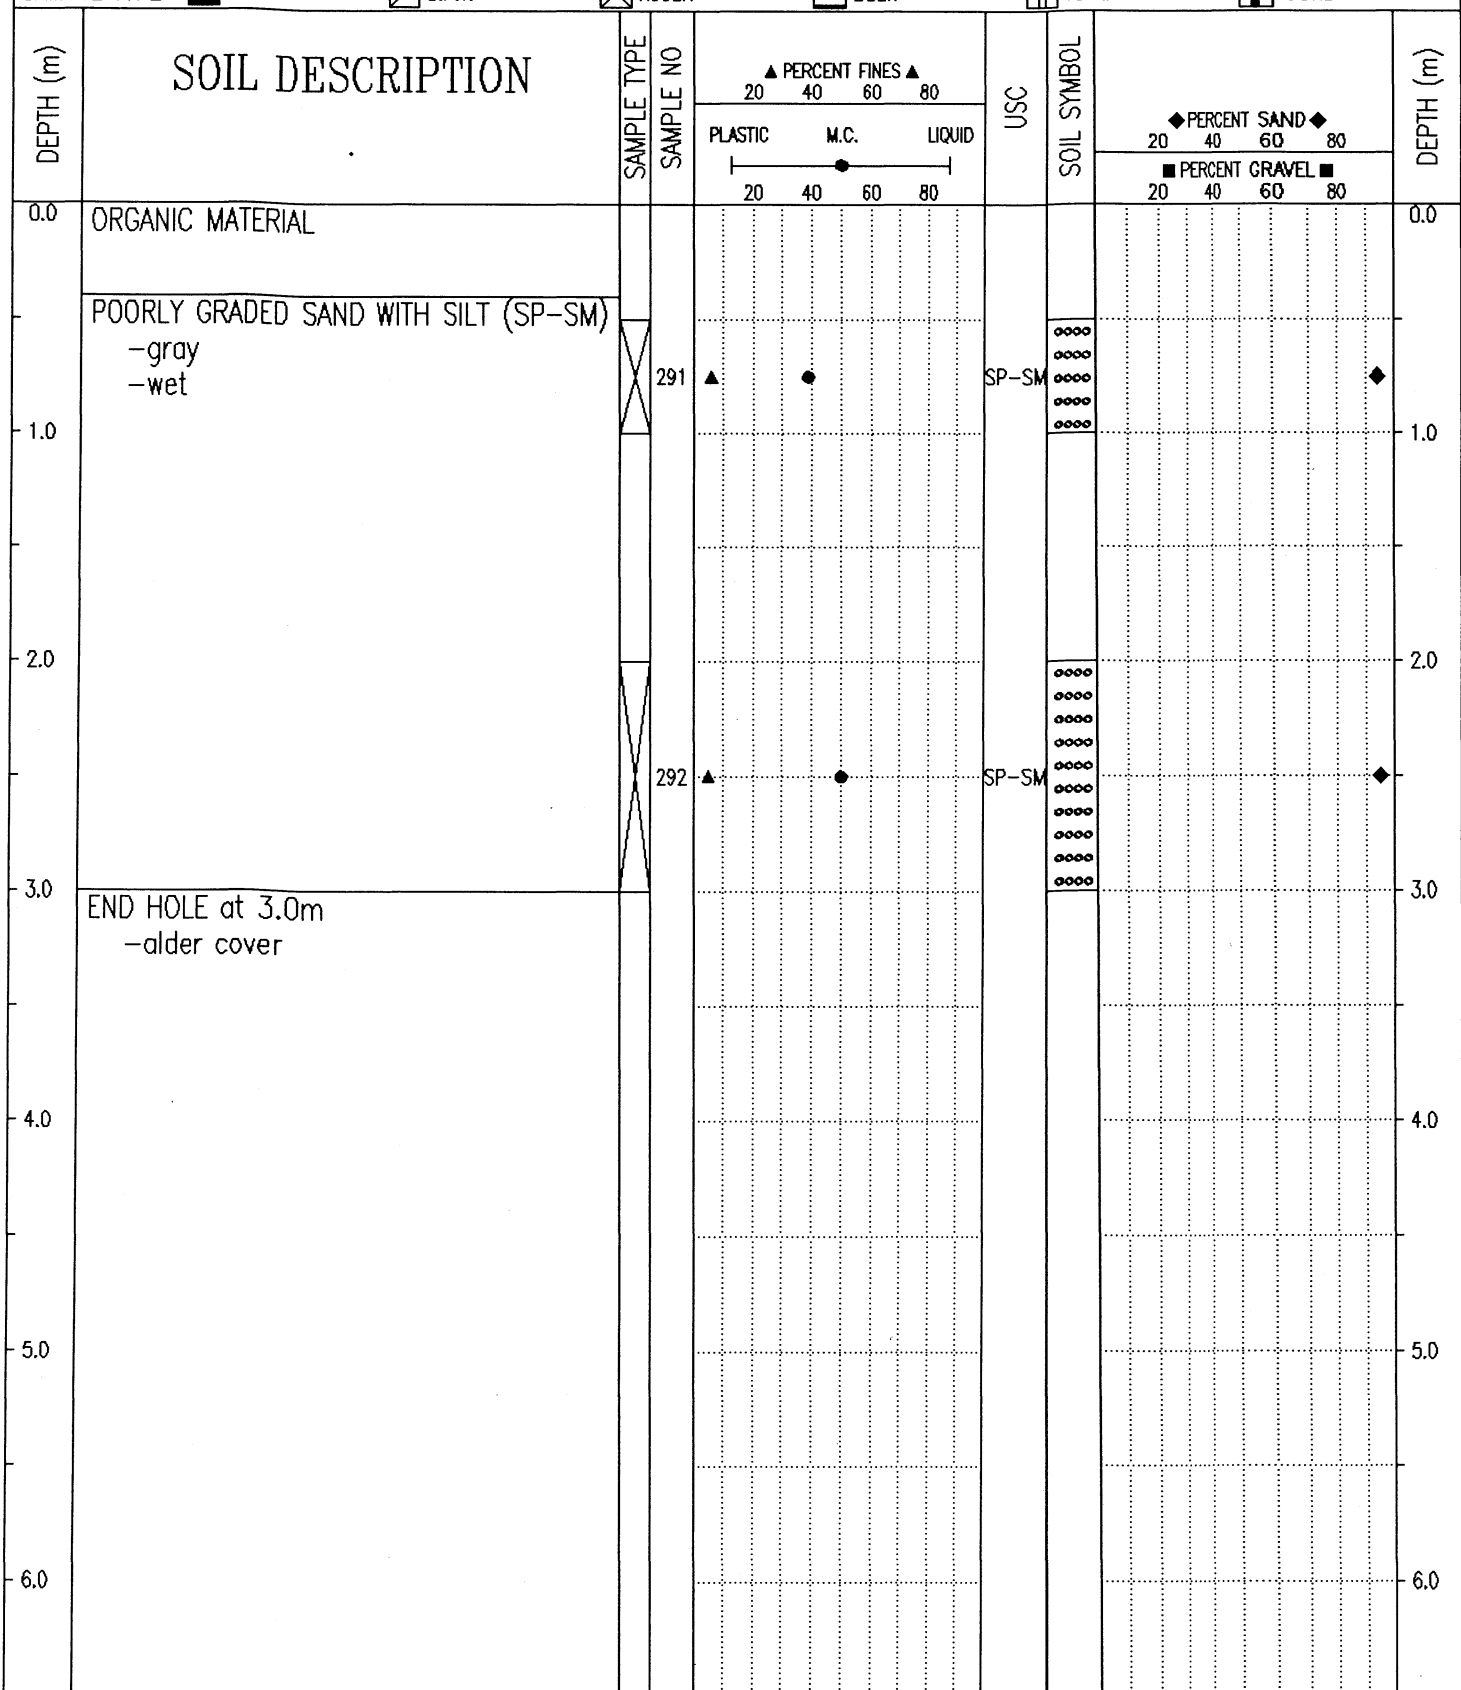 DEPTH (m)
SOIL DESCRIPTION
SAMPLE TYPE
SAMPLE NO
▲ PERCENT FINES ▲
20 40 60 80
PLASTIC M.C. LIQUID
20 40 60 80
USC
SOIL SYMBOL
◆ PERCENT SAND ◆
20 40 60 80
■ PERCENT GRAVEL ■
20 40 60 80
DEPTH (m)
0.0 ORGANIC MATERIAL 0.0
POORLY GRADED SAND WITH SILT (SP-SM)
-gray
-wet
291 SP-SM
1.0 1.0
2.0 2.0
292 SP-SM
3.0 3.0
END HOLE at 3.0m
-alder cover
4.0 4.0
5.0 5.0
6.0 6.0